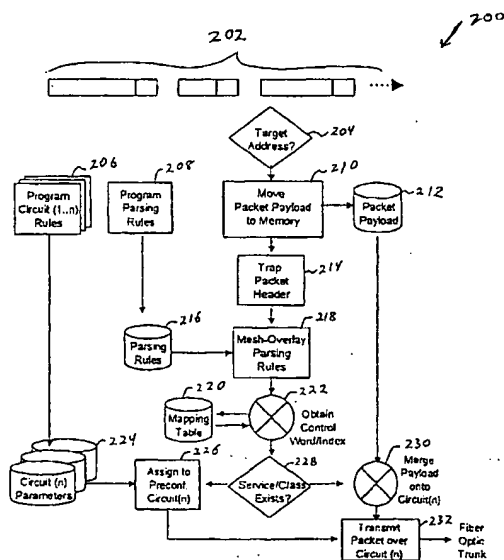 200
202
Target
Address?
204
206
Program
Circuit (1..n)
Rules
208
Program
Parsing
Rules
210
Move
Packet Payload
to Memory
212
Packet
Payload
214
Trap
Packet
Header
216
Parsing
Rules
218
Mesh-Overlay
Parsing
Rules
220
Mapping
Table
222
Obtain
Control
Word/Index
224
Circuit (n)
Parameters
226
Assign to
Preconf.
Circuit(n)
228
Service/Class
Exists?
230
Merge
Payload
onto
Circuit(n)
232
Transmt
Packet over
Circuit (n)
Fiber
Optic
Trunk